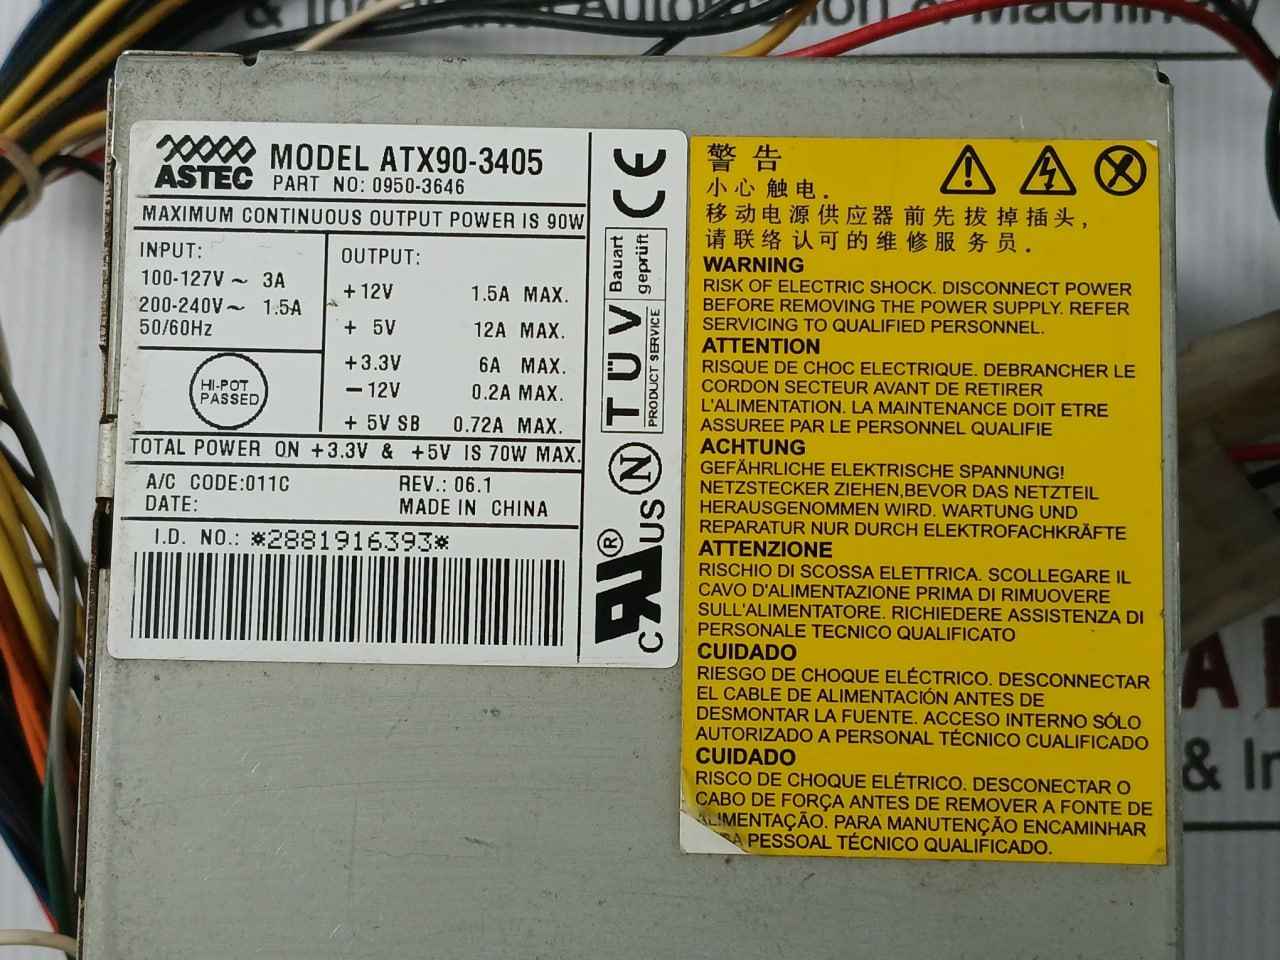 & Industrial Automation & Machinery
ASTEC
MODEL ATX90-3405
PART NO: 0950-3646
MAXIMUM CONTINUOUS OUTPUT POWER IS 90W
INPUT:
100-127V ~ 3A
200-240V ~ 1.5A
50/60Hz
HI-POT
PASSED
OUTPUT:
+12V 1.5A MAX.
+ 5V 12A MAX.
+3.3V 6A MAX.
-12V 0.2A MAX.
+ 5V SB 0.72A MAX.
TOTAL POWER ON +3.3V & +5V IS 70W MAX.
A/C CODE:011C REV.: 06.1
DATE: MADE IN CHINA
I.D. NO.: *2881916393*
CE
Bauart
geprüft
TÜV
PRODUCT SERVICE
N
C RU ® US
警告
小心触电.
移动电源供应器前先拔掉插头,
请联络认可的维修服务员.
WARNING
RISK OF ELECTRIC SHOCK. DISCONNECT POWER
BEFORE REMOVING THE POWER SUPPLY. REFER
SERVICING TO QUALIFIED PERSONNEL.
ATTENTION
RISQUE DE CHOC ELECTRIQUE. DEBRANCHER LE
CORDON SECTEUR AVANT DE RETIRER
L'ALIMENTATION. LA MAINTENANCE DOIT ETRE
ASSUREE PAR LE PERSONNEL QUALIFIE
ACHTUNG
GEFÄHRLICHE ELEKTRISCHE SPANNUNG!
NETZSTECKER ZIEHEN,BEVOR DAS NETZTEIL
HERAUSGENOMMEN WIRD. WARTUNG UND
REPARATUR NUR DURCH ELEKTROFACHKRÄFTE
ATTENZIONE
RISCHIO DI SCOSSA ELETTRICA. SCOLLEGARE IL
CAVO D'ALIMENTAZIONE PRIMA DI RIMUOVERE
SULL'ALIMENTATORE. RICHIEDERE ASSISTENZA DI
PERSONALE TECNICO QUALIFICATO
CUIDADO
RIESGO DE CHOQUE ELÉCTRICO. DESCONNECTAR
EL CABLE DE ALIMENTACIÓN ANTES DE
DESMONTAR LA FUENTE. ACCESO INTERNO SÓLO
AUTORIZADO A PERSONAL TÉCNICO CUALIFICADO
CUIDADO
RISCO DE CHOQUE ELÉTRICO. DESCONECTAR O
CABO DE FORÇA ANTES DE REMOVER A FONTE DE
ALIMENTAÇÃO. PARA MANUTENÇÃO ENCAMINHAR
PESSOAL TÉCNICO QUALIFICADO.
& In